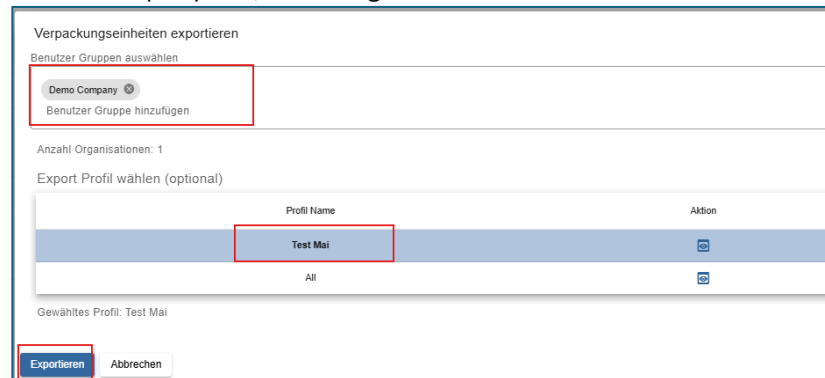 Verpackungseinheiten exportieren
Benutzer Gruppen auswählen
Demo Company
Benutzer Gruppe hinzufügen
Anzahl Organisationen: 1
Export Profil wählen (optional)
Profil Name Aktion
Test Mai
All
Gewähltes Profil: Test Mai
Exportieren Abbrechen